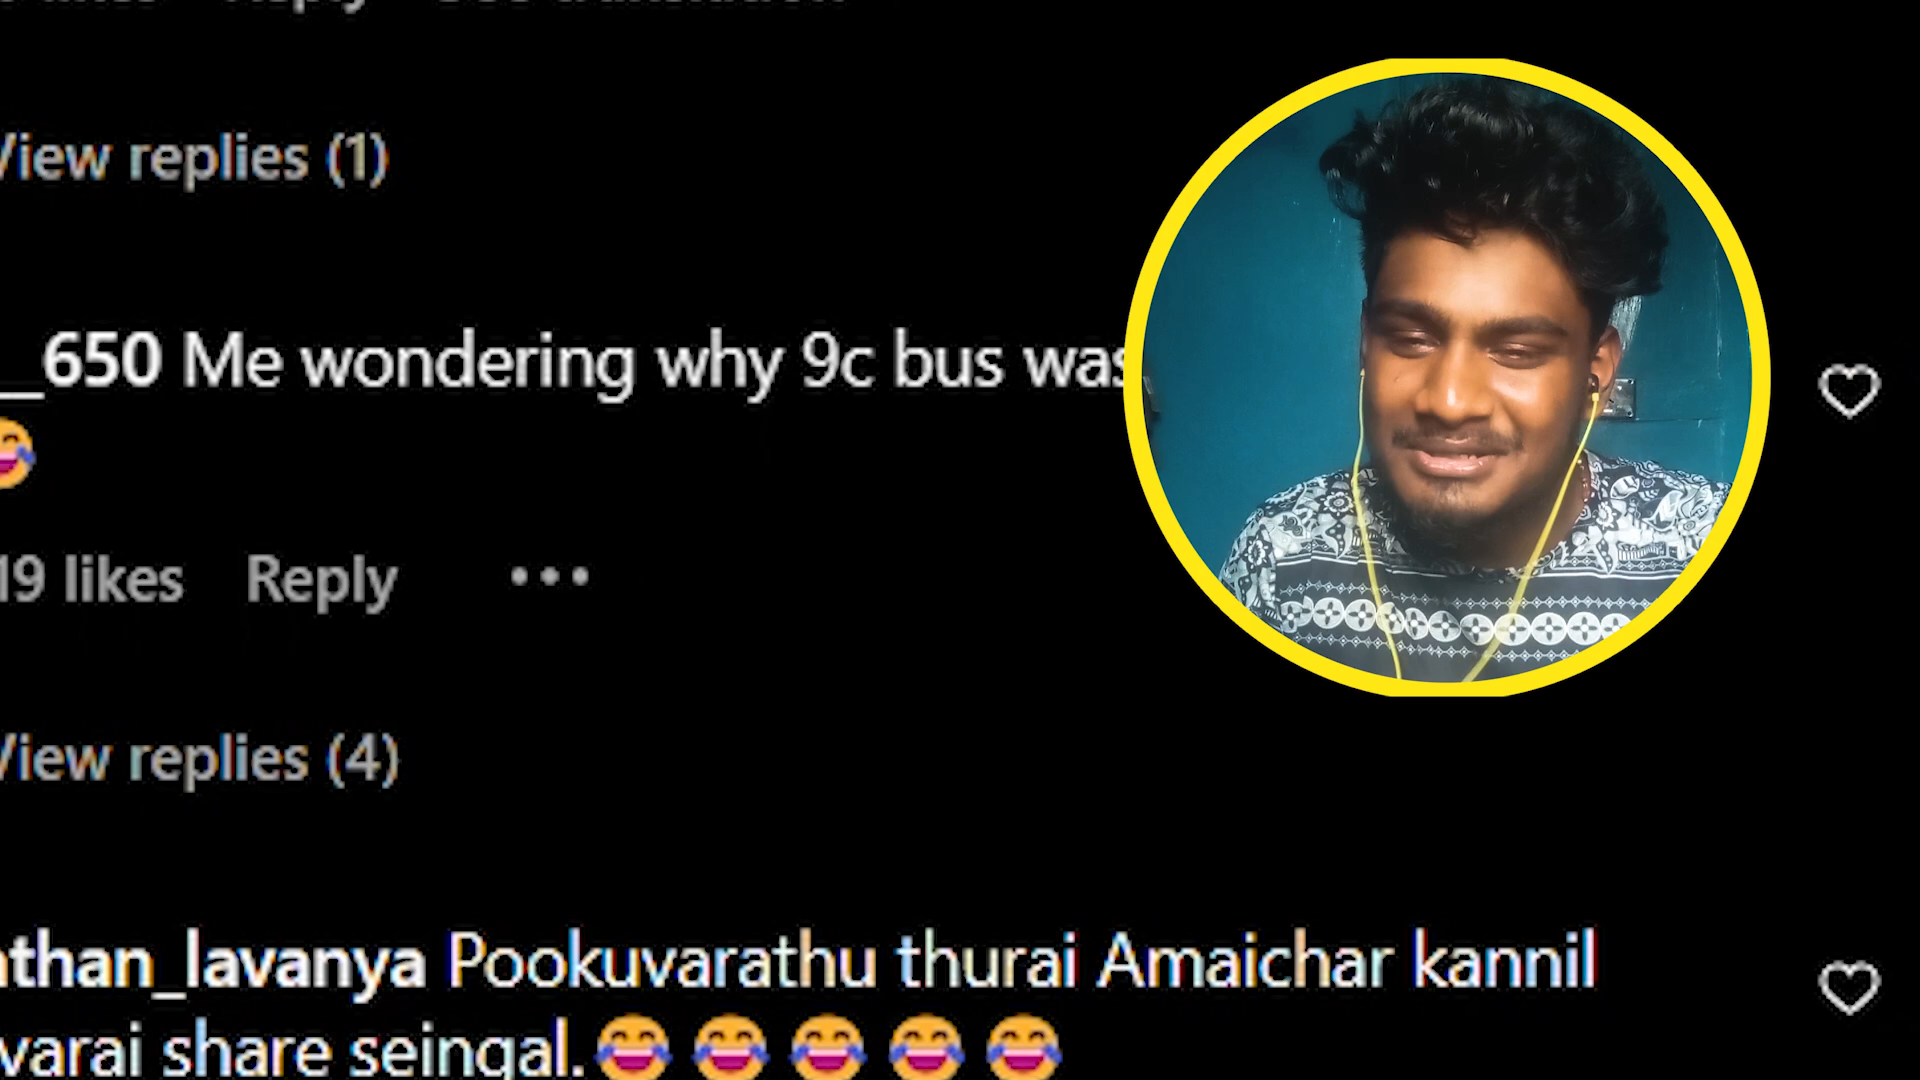 View replies (1)
__650 Me wondering why 9c bus was
19 likes Reply
View replies (4)
athan_lavanya Pookuvarathu thurai Amaichar kannil
varai share seingal.😂😂😂😂😂